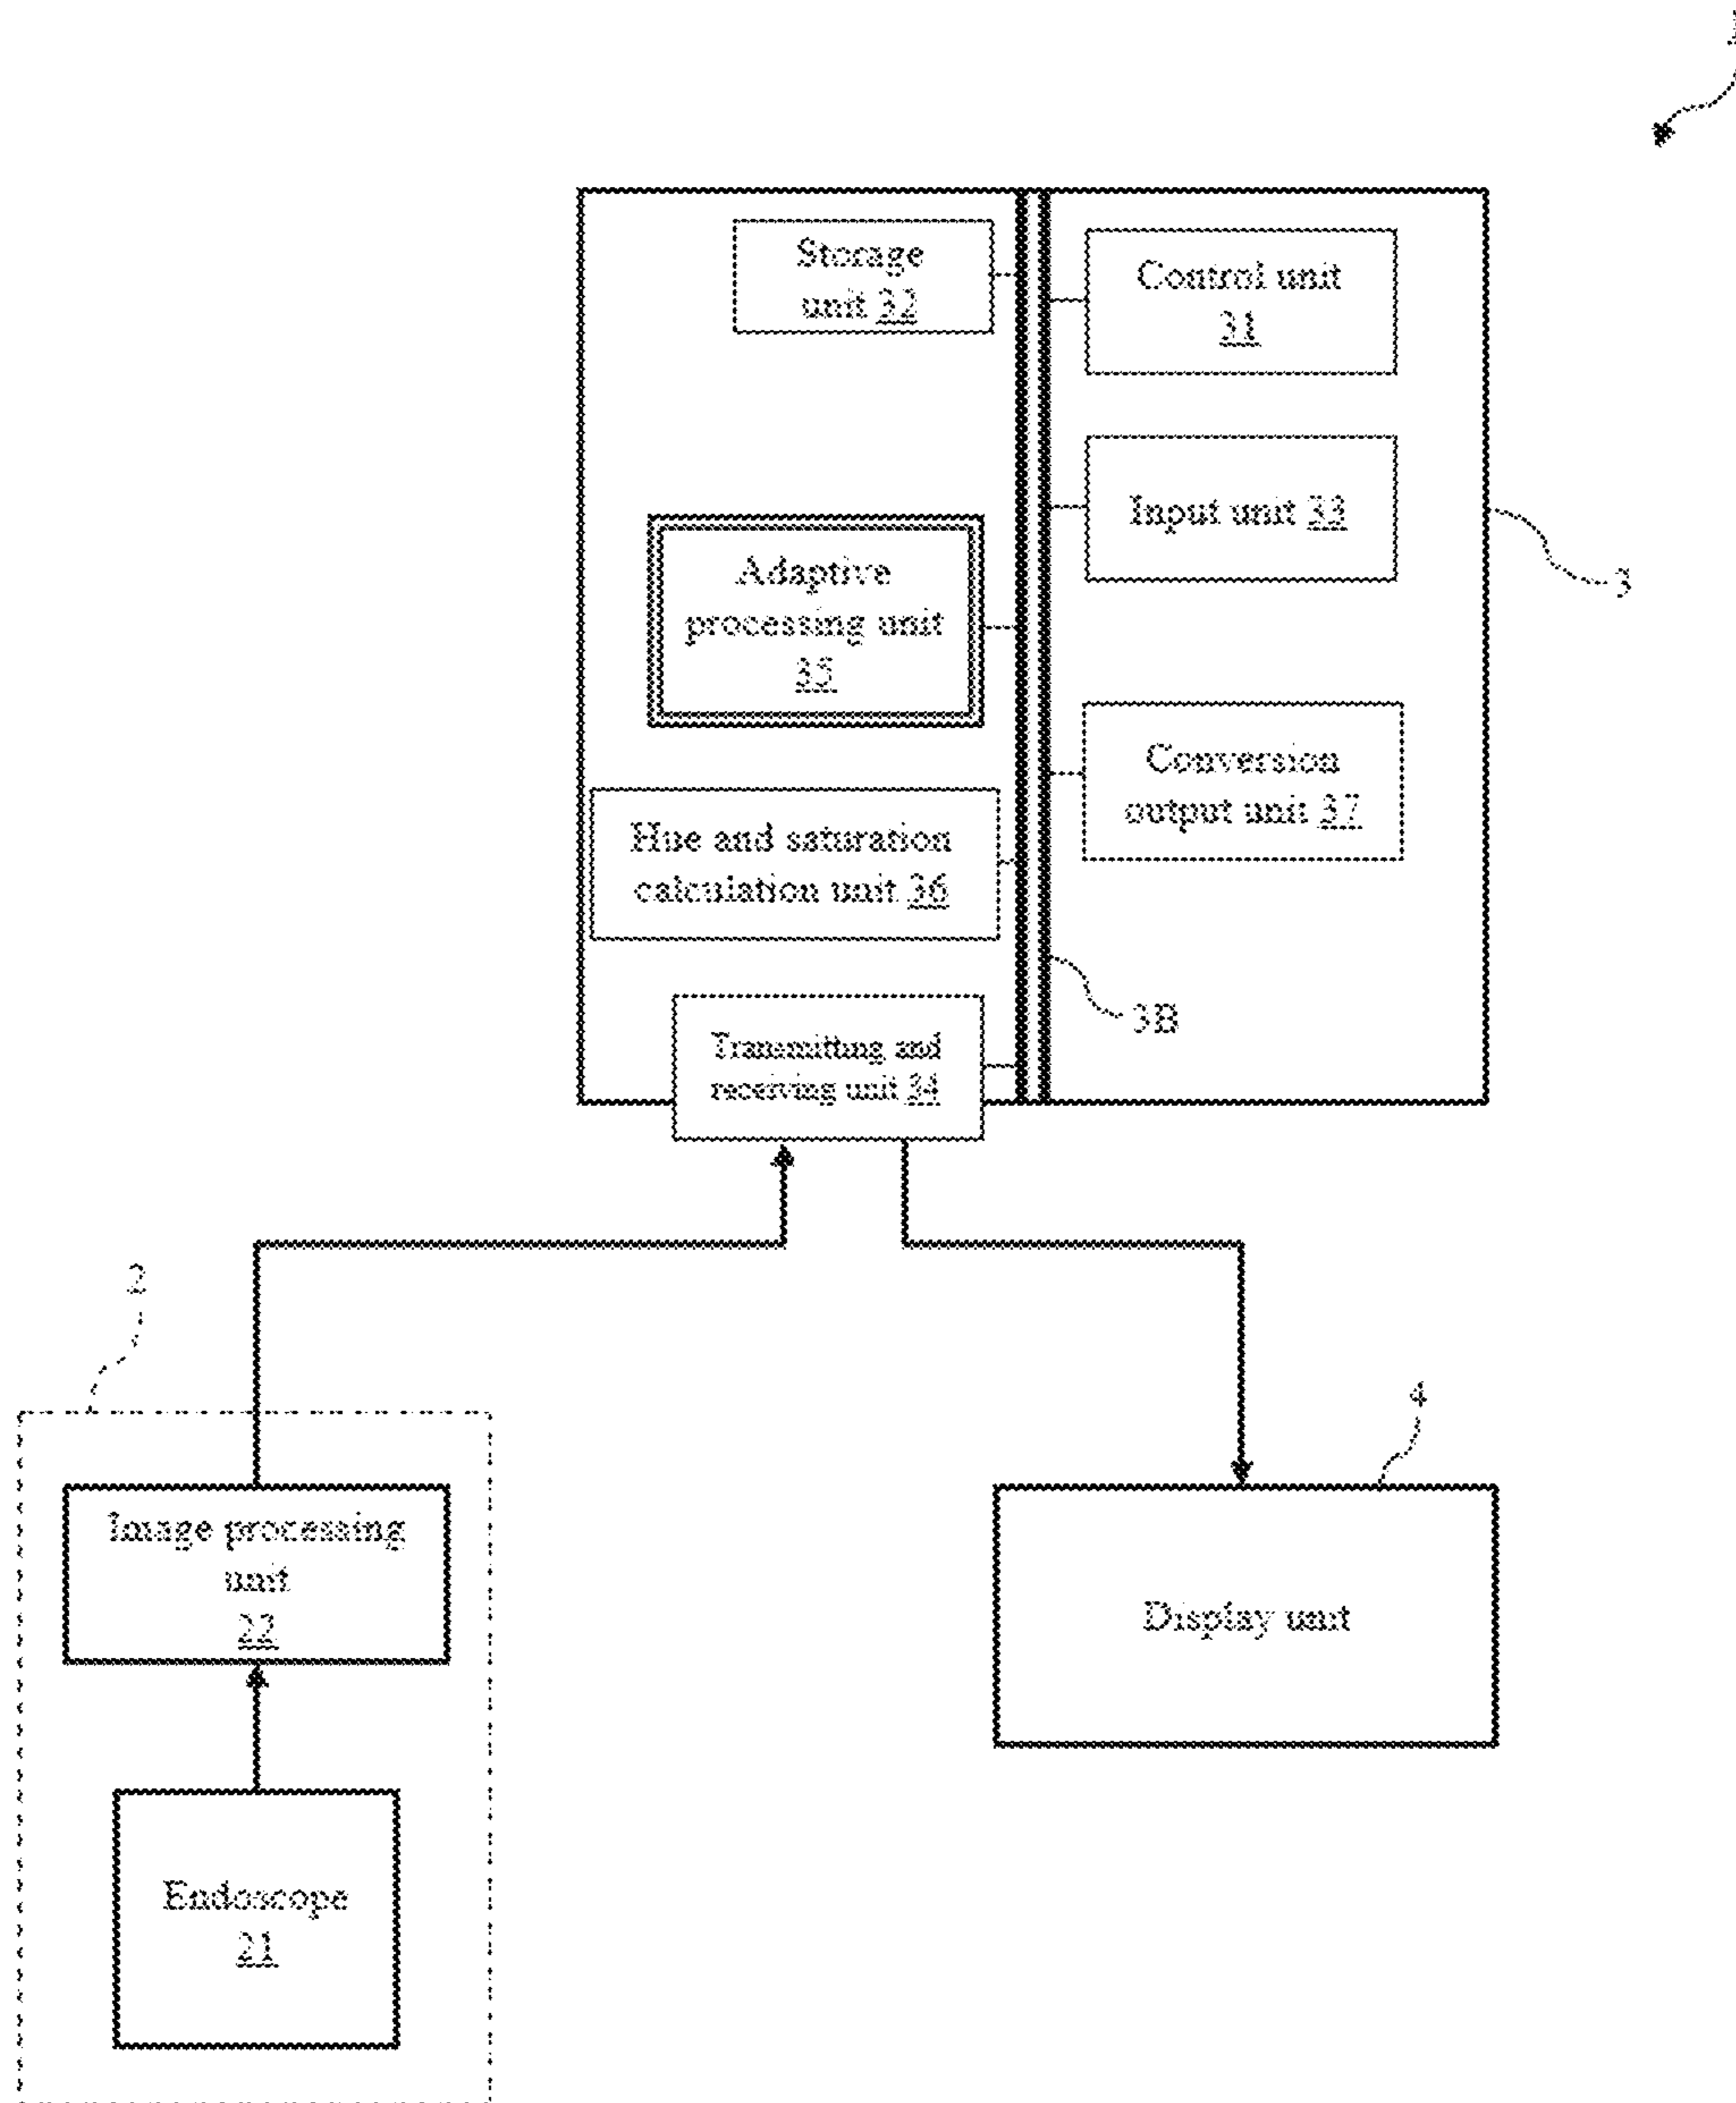 1
Storage
unit 32
Control unit
31
Input unit 33
Adaptive
processing unit
35
3
Conversion
output unit 37
Hue and saturation
calculation unit 36
3B
Transmitting and
receiving unit 34
2
4
Image processing
unit
22
Display unit
Endoscope
21